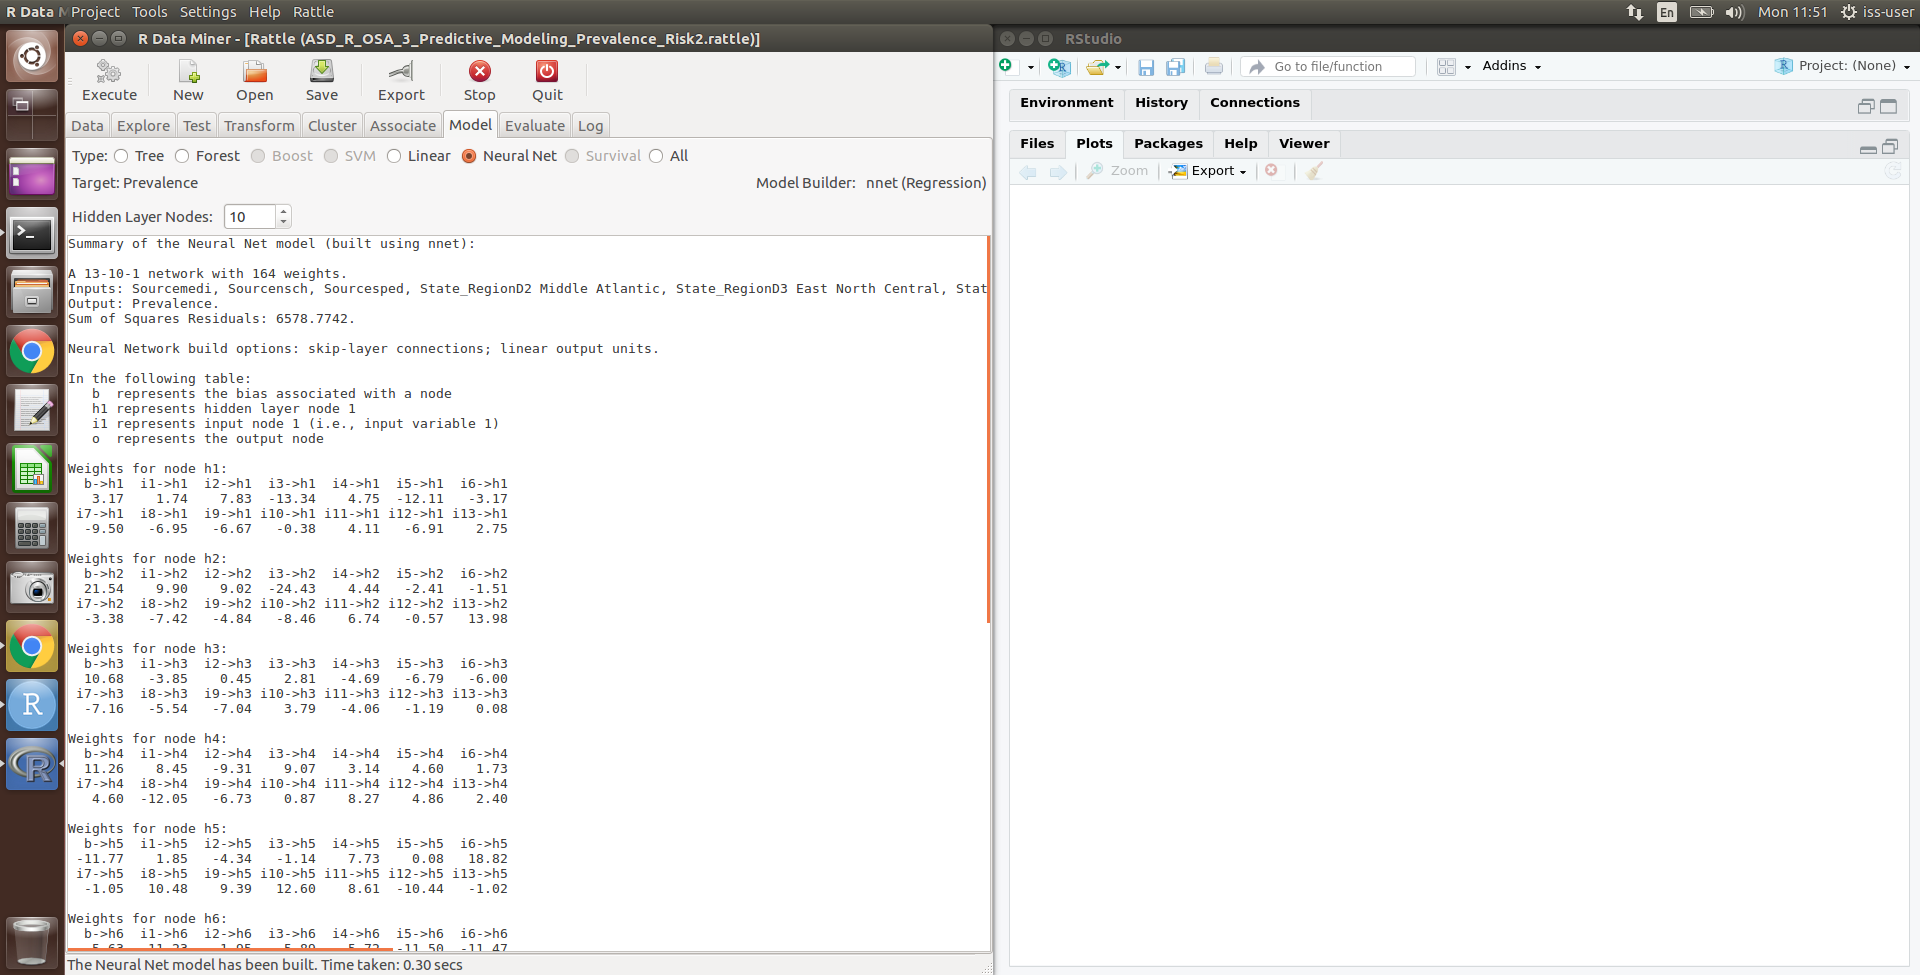 R Data M Project Tools Settings Help Rattle
En Mon 11:51 iss-user
R Data Miner - [Rattle (ASD_R_OSA_3_Predictive_Modeling_Prevalence_Risk2.rattle)]
Execute New Open Save Export Stop Quit
Data Explore Test Transform Cluster Associate Model Evaluate Log
Type: Tree Forest Boost SVM Linear Neural Net Survival All
Target: Prevalence Model Builder: nnet (Regression)
Hidden Layer Nodes: 10
Summary of the Neural Net model (built using nnet):
A 13-10-1 network with 164 weights.
Inputs: Sourcemedi, Sourcensch, Sourcesped, State_RegionD2 Middle Atlantic, State_RegionD3 East North Central, Stat
Output: Prevalence.
Sum of Squares Residuals: 6578.7742.
Neural Network build options: skip-layer connections; linear output units.
In the following table:
b represents the bias associated with a node
h1 represents hidden layer node 1
i1 represents input node 1 (i.e., input variable 1)
o represents the output node
Weights for node h1:
b->h1 i1->h1 i2->h1 i3->h1 i4->h1 i5->h1 i6->h1
3.17 1.74 7.83 -13.34 4.75 -12.11 -3.17
i7->h1 i8->h1 i9->h1 i10->h1 i11->h1 i12->h1 i13->h1
-9.50 -6.95 -6.67 -0.38 4.11 -6.91 2.75
Weights for node h2:
b->h2 i1->h2 i2->h2 i3->h2 i4->h2 i5->h2 i6->h2
21.54 9.90 9.02 -24.43 4.44 -2.41 -1.51
i7->h2 i8->h2 i9->h2 i10->h2 i11->h2 i12->h2 i13->h2
-3.38 -7.42 -4.84 -8.46 6.74 -0.57 13.98
Weights for node h3:
b->h3 i1->h3 i2->h3 i3->h3 i4->h3 i5->h3 i6->h3
10.68 -3.85 0.45 2.81 -4.69 -6.79 -6.00
i7->h3 i8->h3 i9->h3 i10->h3 i11->h3 i12->h3 i13->h3
-7.16 -5.54 -7.04 3.79 -4.06 -1.19 0.08
Weights for node h4:
b->h4 i1->h4 i2->h4 i3->h4 i4->h4 i5->h4 i6->h4
11.26 8.45 -9.31 9.07 3.14 4.60 1.73
i7->h4 i8->h4 i9->h4 i10->h4 i11->h4 i12->h4 i13->h4
4.60 -12.05 -6.73 0.87 8.27 4.86 2.40
Weights for node h5:
b->h5 i1->h5 i2->h5 i3->h5 i4->h5 i5->h5 i6->h5
-11.77 1.85 -4.34 -1.14 7.73 0.08 18.82
i7->h5 i8->h5 i9->h5 i10->h5 i11->h5 i12->h5 i13->h5
-1.05 10.48 9.39 12.60 8.61 -10.44 -1.02
Weights for node h6:
b->h6 i1->h6 i2->h6 i3->h6 i4->h6 i5->h6 i6->h6
-11.50 -11.47
The Neural Net model has been built. Time taken: 0.30 secs
RStudio
Go to file/function Addins Project: (None)
Environment History Connections
Files Plots Packages Help Viewer
Zoom Export